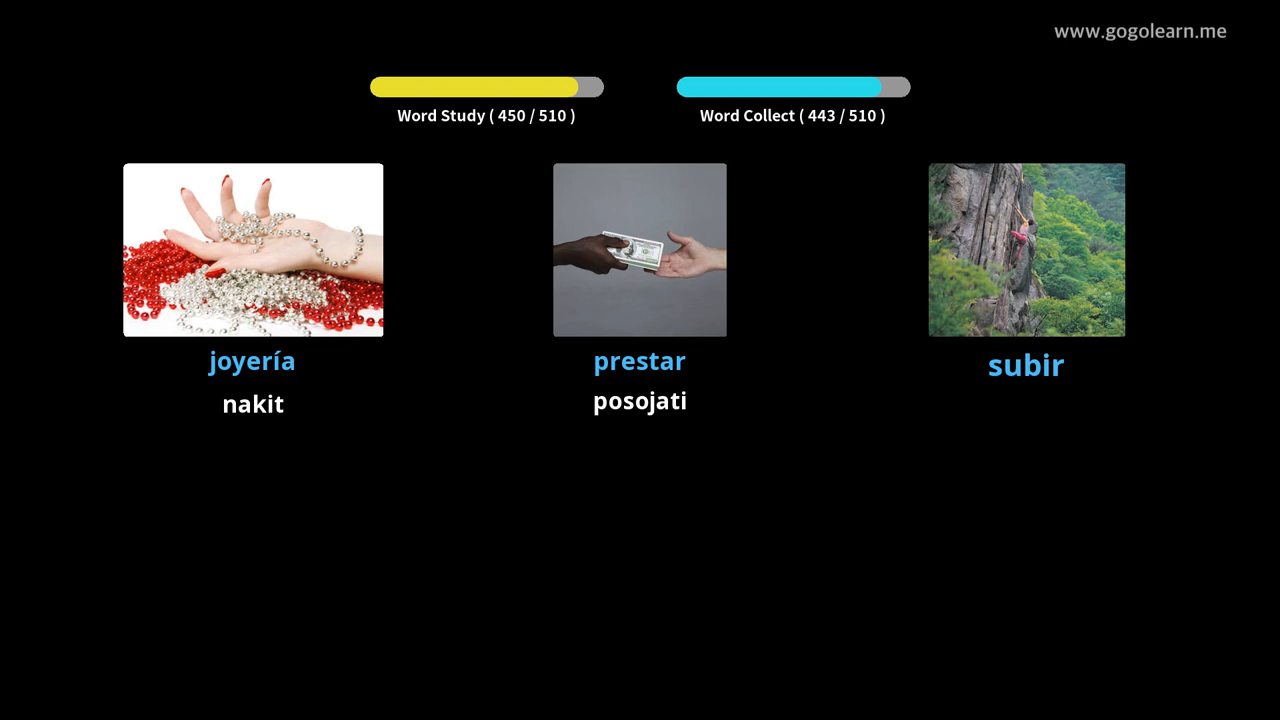 www.gogolearn.me
Word Study ( 450 / 510 )
Word Collect ( 443 / 510 )
joyería
prestar
subir
nakit
posojati